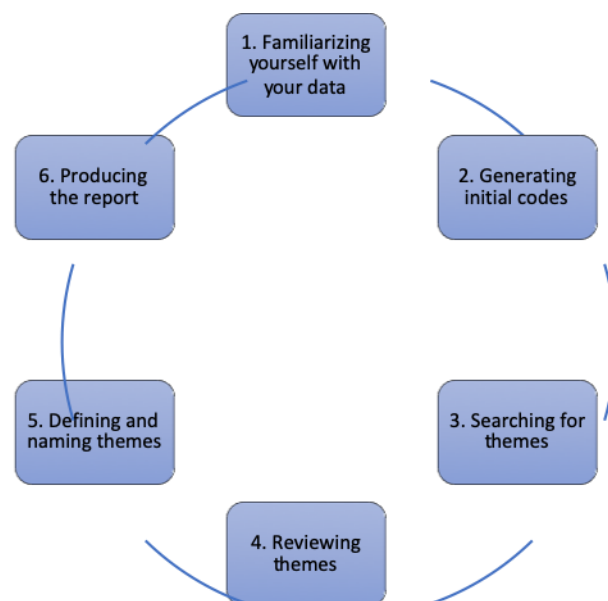 1. Familiarizing
yourself with
your data
2. Generating
initial codes
3. Searching for
themes
4. Reviewing
themes
5. Defining and
naming themes
6. Producing
the report